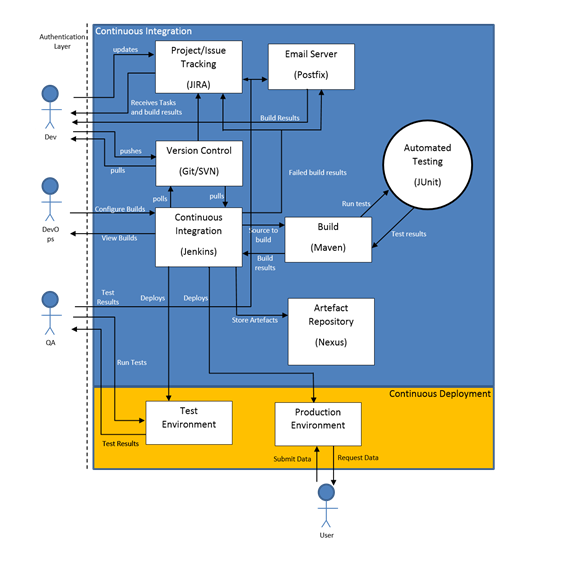 Continuous Integration
Authentication
Layer
updates
Project/Issue
Tracking
(JIRA)
Email Server
(Postfix)
Receives Tasks
and build results
Build Results
Dev
pushes
pulls
Version Control
(Git/SVN)
Automated
Testing
(JUnit)
Failed build results
polls
pulls
Run tests
Configure Builds
View Builds
DevO
ps
Continuous
Integration
(Jenkins)
Source to
build
Build
(Maven)
Test results
Build
results
Test
Results
Deploys
Deploys
QA
Store Artefacts
Artefact
Repository
(Nexus)
Run Tests
Continuous Deployment
Test
Environment
Production
Environment
Test Results
Submit Data
Request Data
User